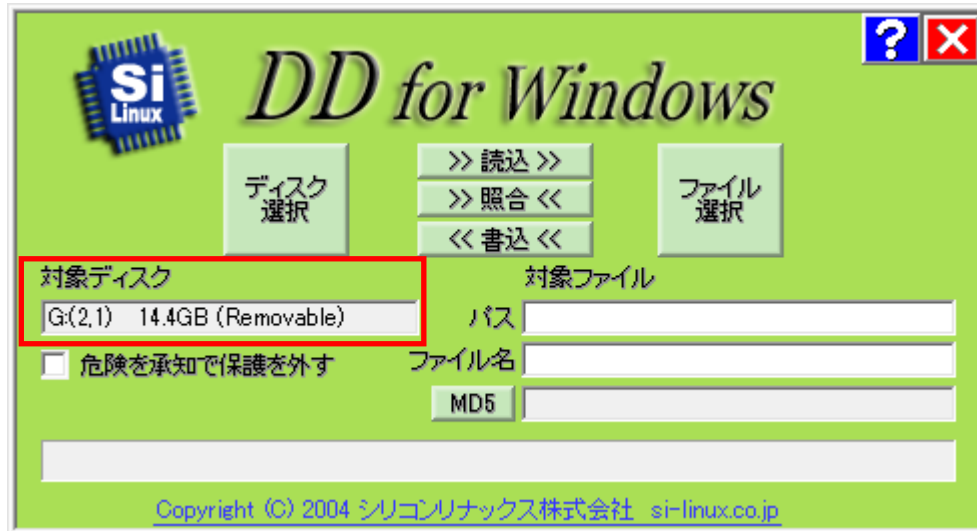 ?
Si
Linux
DD for Windows
ディスク
選択
>> 読込 >>
>> 照合 <<
<< 書込 <<
ファイル
選択
対象ディスク
G:(2,1) 14.4GB (Removable)
危険を承知で保護を外す
対象ファイル
パス
ファイル名
MD5
Copyright (C) 2004 シリコンリナックス株式会社 si-linux.co.jp